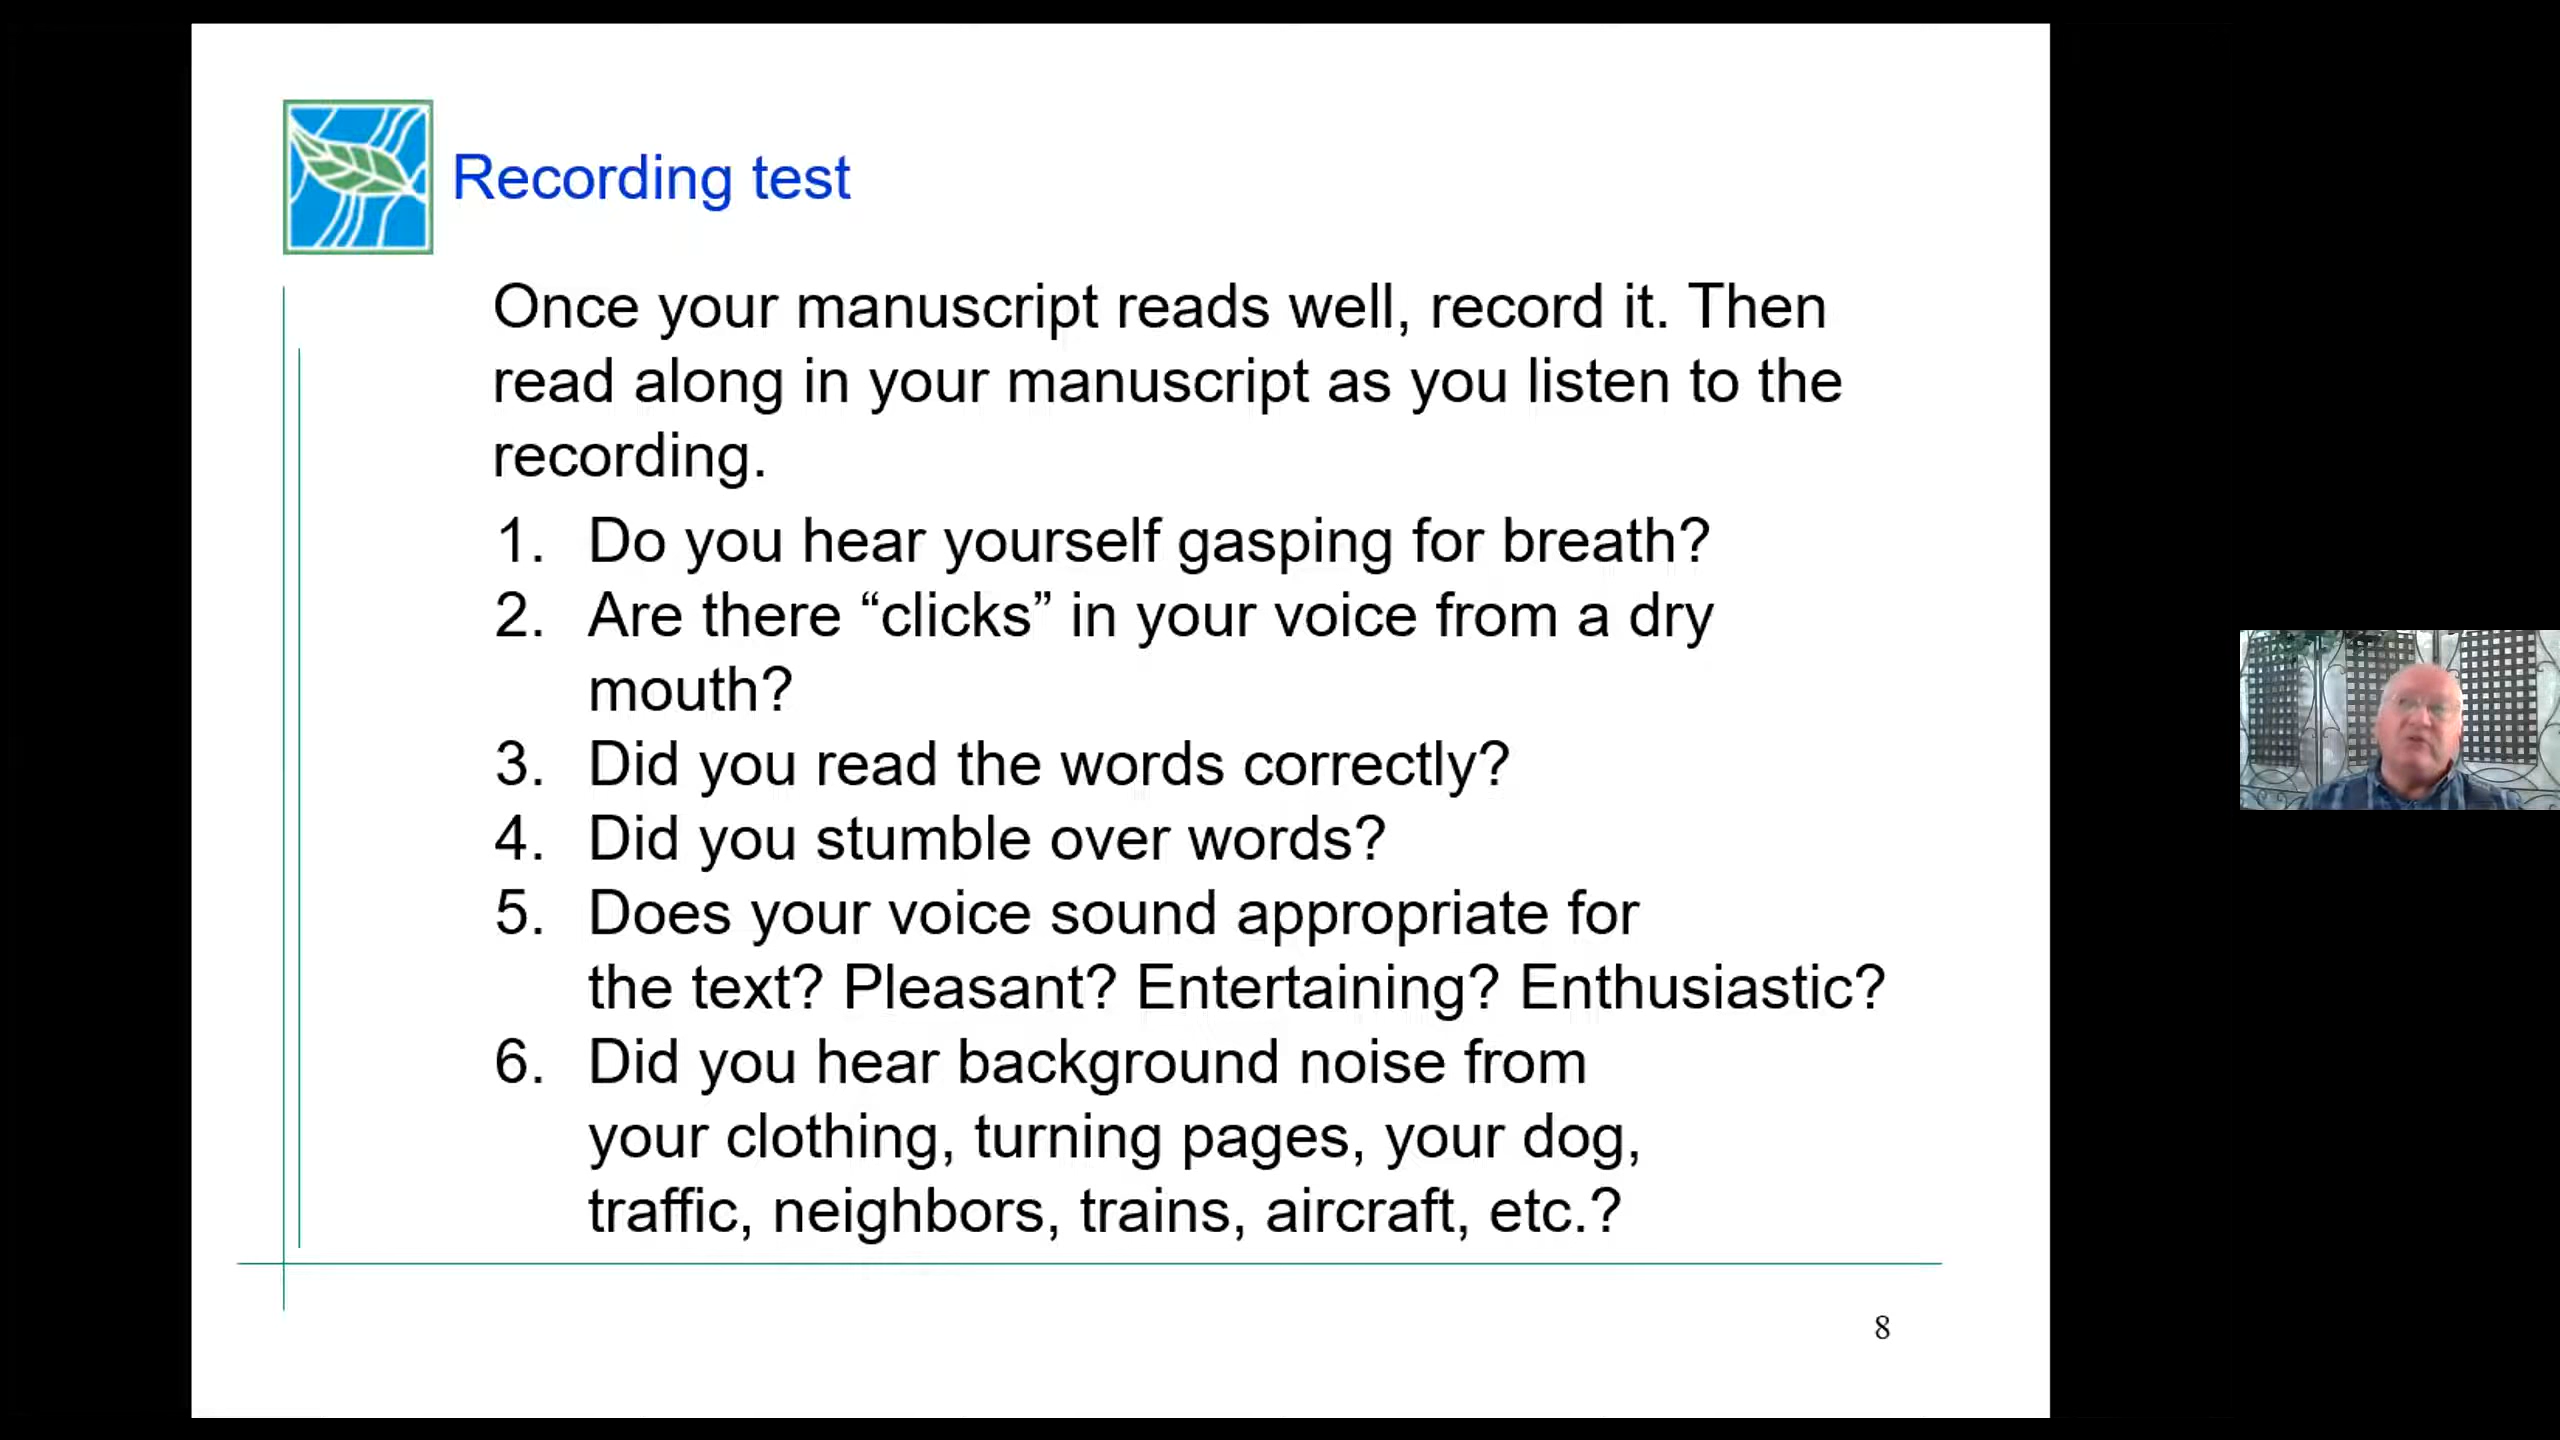 Recording test
Once your manuscript reads well, record it. Then
read along in your manuscript as you listen to the
recording.
1. Do you hear yourself gasping for breath?
2. Are there “clicks” in your voice from a dry
mouth?
3. Did you read the words correctly?
4. Did you stumble over words?
5. Does your voice sound appropriate for
the text? Pleasant? Entertaining? Enthusiastic?
6. Did you hear background noise from
your clothing, turning pages, your dog,
traffic, neighbors, trains, aircraft, etc.?
8